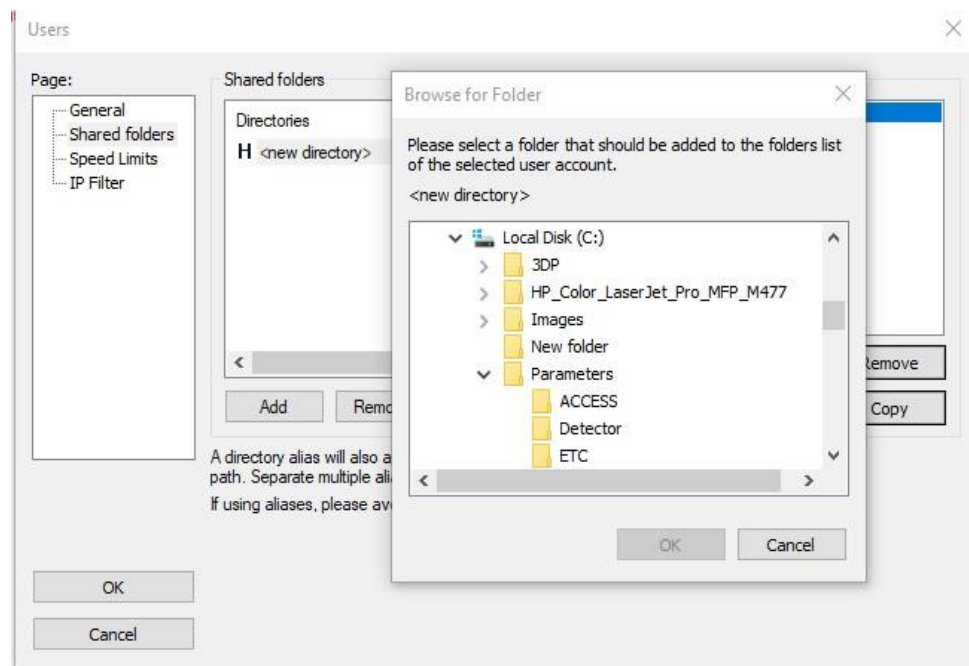 Users
Page:
General
Shared folders
Speed Limits
IP Filter
OK
Cancel
Shared folders
Directories
H <new directory>
Add
A directory alias will also
path. Separate multiple
If using aliases, please
Remove
Copy
Browse for Folder
Please select a folder that should be added to the folders list
of the selected user account.
<new directory>
Local Disk (C:)
3DP
HP_Color_LaserJet_Pro_MFP_M477
Images
New folder
Parameters
ACCESS
Detector
ETC
OK
Cancel